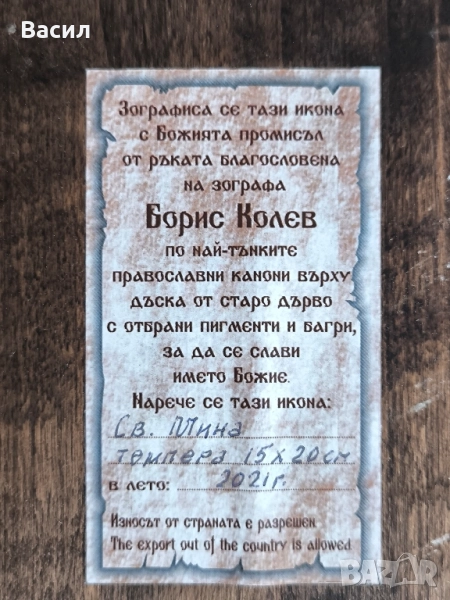 Васил
Зографиса се тази икона
с Божията промисъл
от ръката благословена
на зографа
Борис Колев
по най-тънките
православни канони върху
дъска от старо дърво
с отбрани пигменти и багри,
за да се слави
името Божие.
Нарече се тази икона:
Св. Мина
темпера 15х20см
в лето: 2021г.
Износът от страната е разрешен
The export out of the country is allowed
BAZAR